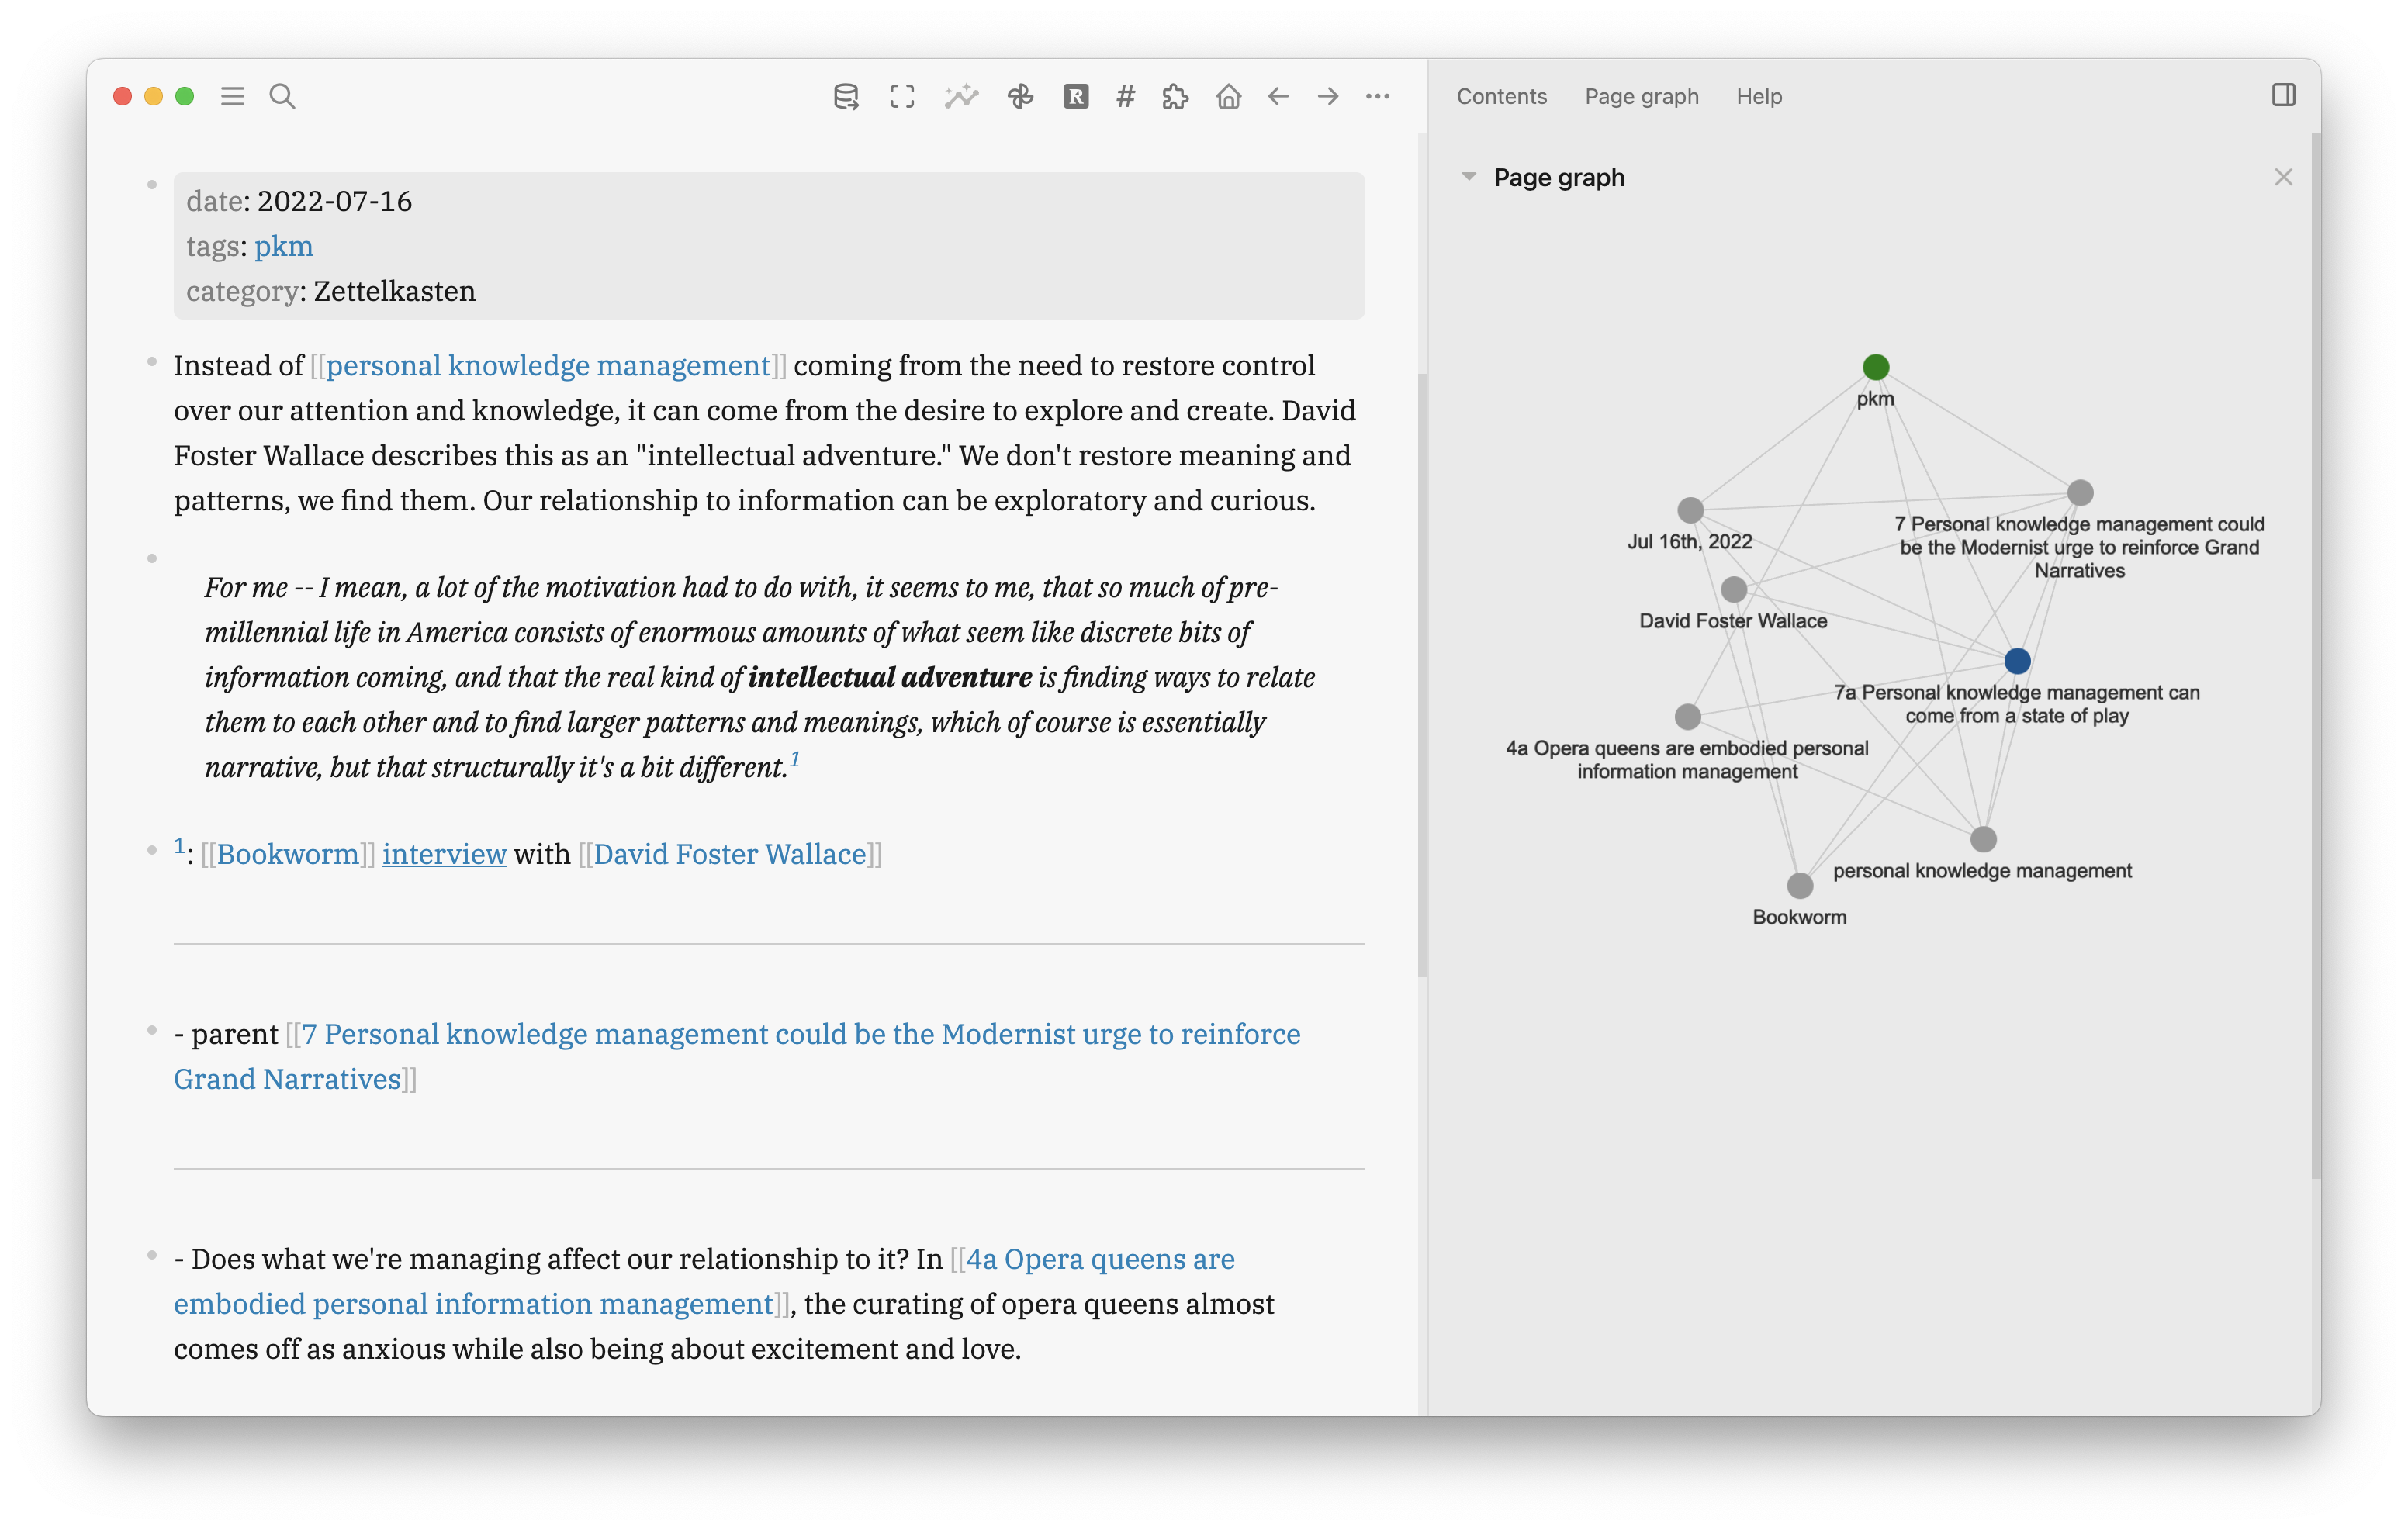 Contents Page graph Help
date: 2022-07-16
tags: pkm
category: Zettelkasten
Instead of [[personal knowledge management]] coming from the need to restore control
over our attention and knowledge, it can come from the desire to explore and create. David
Foster Wallace describes this as an "intellectual adventure." We don't restore meaning and
patterns, we find them. Our relationship to information can be exploratory and curious.
For me -- I mean, a lot of the motivation had to do with, it seems to me, that so much of pre-
millennial life in America consists of enormous amounts of what seem like discrete bits of
information coming, and that the real kind of intellectual adventure is finding ways to relate
them to each other and to find larger patterns and meanings, which of course is essentially
narrative, but that structurally it's a bit different.1
1: [[Bookworm]] interview with [[David Foster Wallace]]
- parent [[7 Personal knowledge management could be the Modernist urge to reinforce
Grand Narratives]]
- Does what we're managing affect our relationship to it? In [[4a Opera queens are
embodied personal information management]], the curating of opera queens almost
comes off as anxious while also being about excitement and love.
Page graph
pkm
Jul 16th, 2022
7 Personal knowledge management could
be the Modernist urge to reinforce Grand
Narratives
David Foster Wallace
7a Personal knowledge management can
come from a state of play
4a Opera queens are embodied personal
information management
personal knowledge management
Bookworm